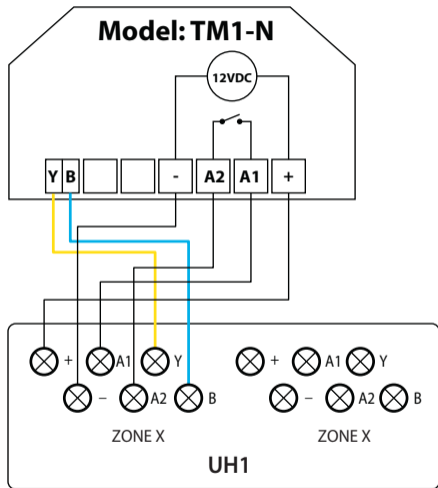 Model: TM1-N
12VDC
Y B - A2 A1 +
+ A1 Y + A1 Y
- A2 B - A2 B
ZONE X ZONE X
UH1